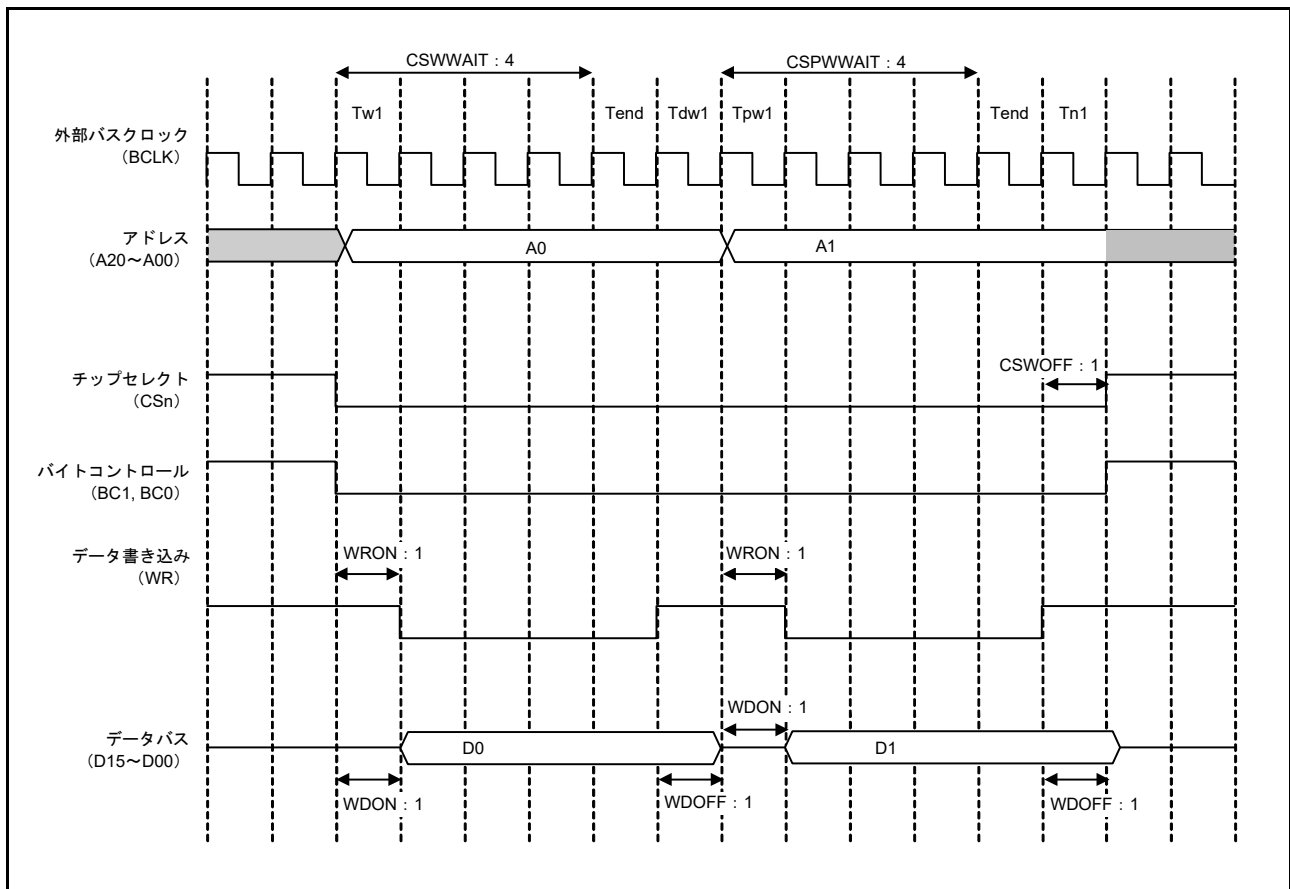 CSWWAIT：4
CSPWWAIT：4
Tw1
Tend
Tdw1
Tpw1
Tend
Tn1
外部バスクロック
（BCLK）
アドレス
（A20～A00）
A0
A1
CSWOFF：1
チップセレクト
（CSn）
バイトコントロール
（BC1, BC0）
データ書き込み
（WR）
WRON：1
WRON：1
WDON：1
データバス
（D15～D00）
D0
D1
WDON：1
WDOFF：1
WDOFF：1